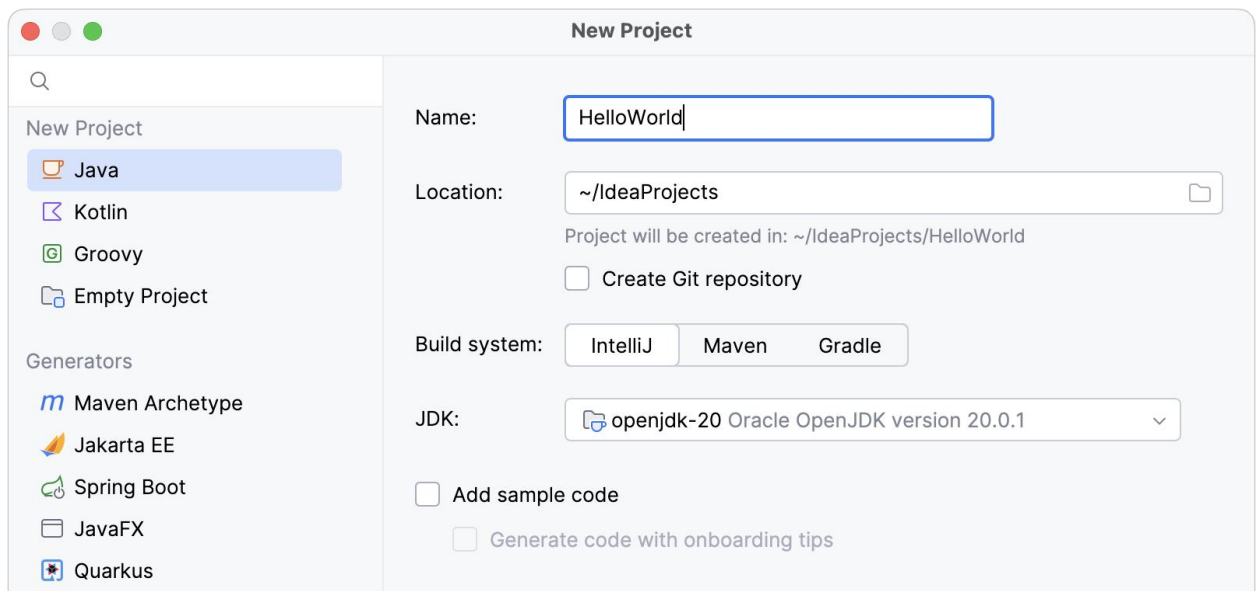 New Project
New Project
Java
Kotlin
Groovy
Empty Project
Generators
Maven Archetype
Jakarta EE
Spring Boot
JavaFX
Quarkus
Name: HelloWorld
Location: ~/IdeaProjects
Project will be created in: ~/IdeaProjects/HelloWorld
Create Git repository
Build system: IntelliJ Maven Gradle
JDK: openjdk-20 Oracle OpenJDK version 20.0.1
Add sample code
Generate code with onboarding tips